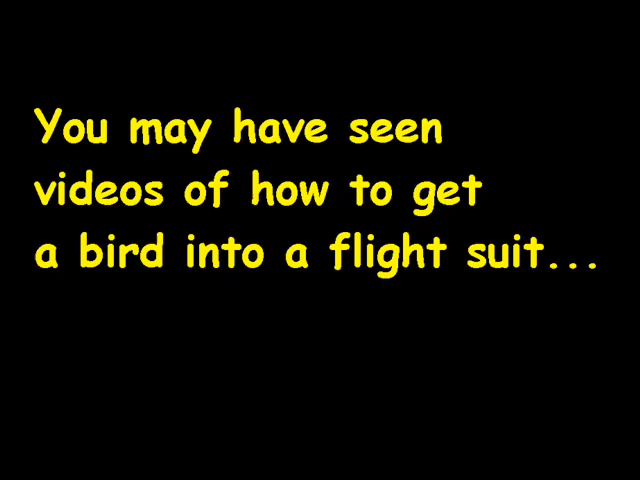 You may have seen
videos of how to get
a bird into a flight suit...